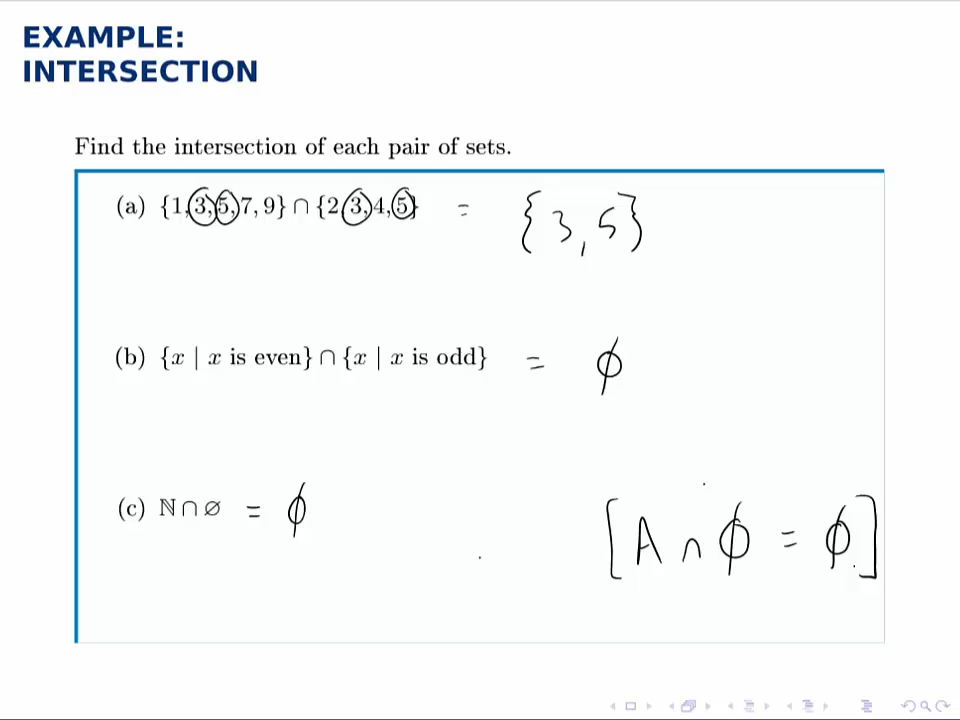 EXAMPLE:
INTERSECTION
Find the intersection of each pair of sets.
(a) {1, 3, 5, 7, 9} ∩ {2, 3, 4, 5} = {3, 5}
(b) {x | x is even} ∩ {x | x is odd} = ϕ
(c) ℕ ∩ ∅ = ϕ [A ∩ ϕ = ϕ]